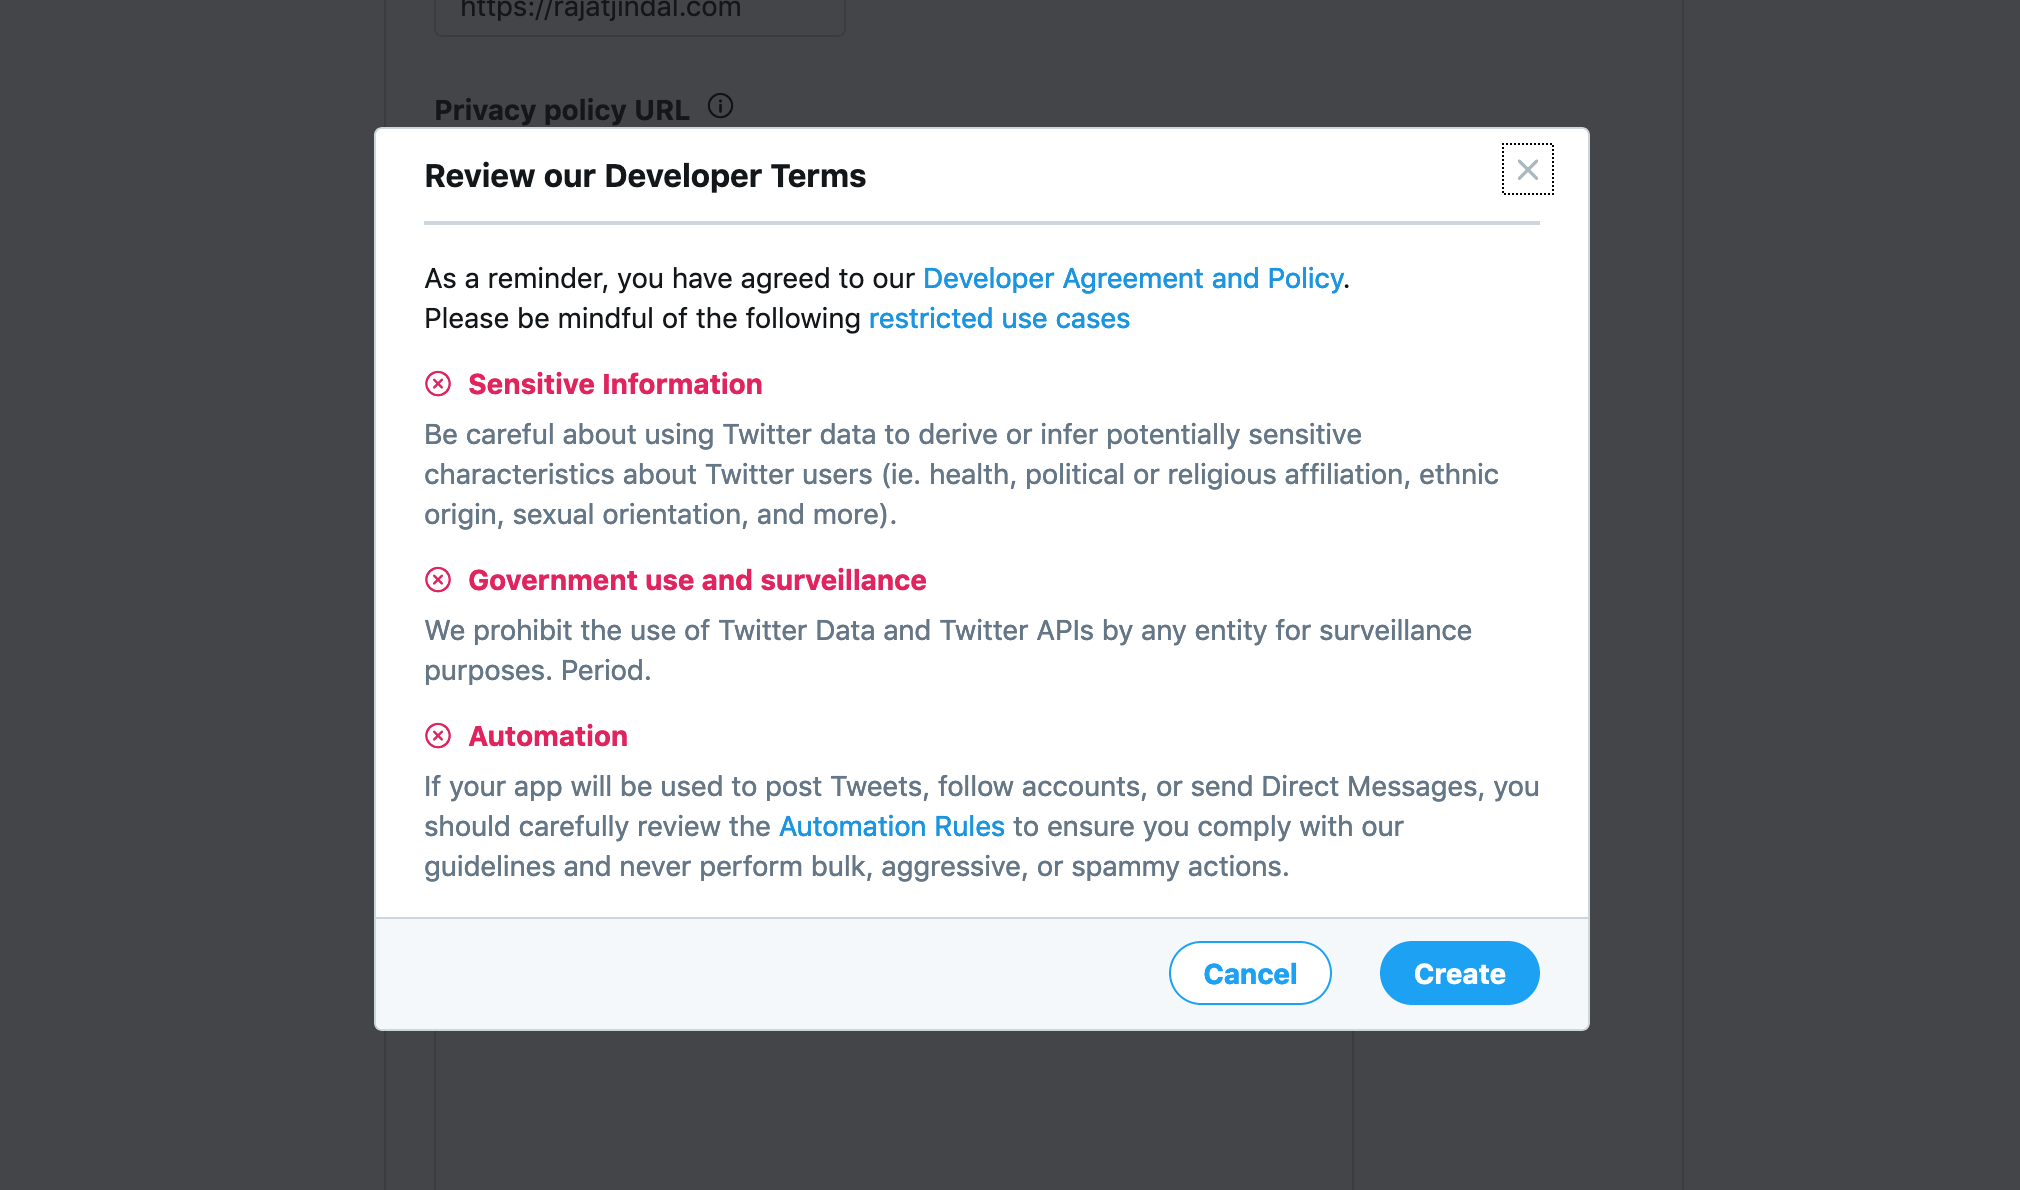 https://rajatjindal.com
Privacy policy URL
Review our Developer Terms
As a reminder, you have agreed to our Developer Agreement and Policy.
Please be mindful of the following restricted use cases
Sensitive Information
Be careful about using Twitter data to derive or infer potentially sensitive
characteristics about Twitter users (ie. health, political or religious affiliation, ethnic
origin, sexual orientation, and more).
Government use and surveillance
We prohibit the use of Twitter Data and Twitter APIs by any entity for surveillance
purposes. Period.
Automation
If your app will be used to post Tweets, follow accounts, or send Direct Messages, you
should carefully review the Automation Rules to ensure you comply with our
guidelines and never perform bulk, aggressive, or spammy actions.
Cancel
Create